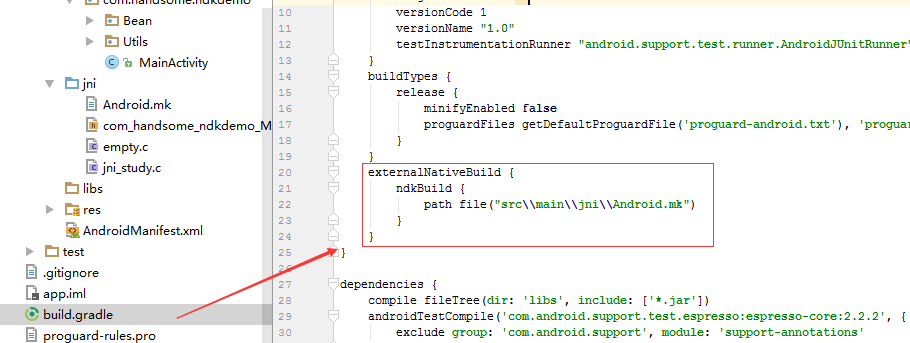 com.handsome.ndkdemo
Bean
Utils
MainActivity
jni
Android.mk
com_handsome_ndkdemo_M
empty.c
jni_study.c
libs
res
AndroidManifest.xml
test
.gitignore
app.iml
build.gradle
proguard-rules.pro
10 versionCode 1
11 versionName "1.0"
12 testInstrumentationRunner "android.support.test.runner.AndroidJUnitRunner"
13 }
14 buildTypes {
15 release {
16 minifyEnabled false
17 proguardFiles getDefaultProguardFile('proguard-android.txt'), 'progua
18 }
19 }
20 externalNativeBuild {
21 ndkBuild {
22 path file("src\\main\\jni\\Android.mk")
23 }
24 }
25 }
26
27 dependencies {
28 compile fileTree(dir: 'libs', include: ['*.jar'])
29 androidTestCompile('com.android.support.test.espresso:espresso-core:2.2.2', {
30 exclude group: 'com.android.support', module: 'support-annotations'